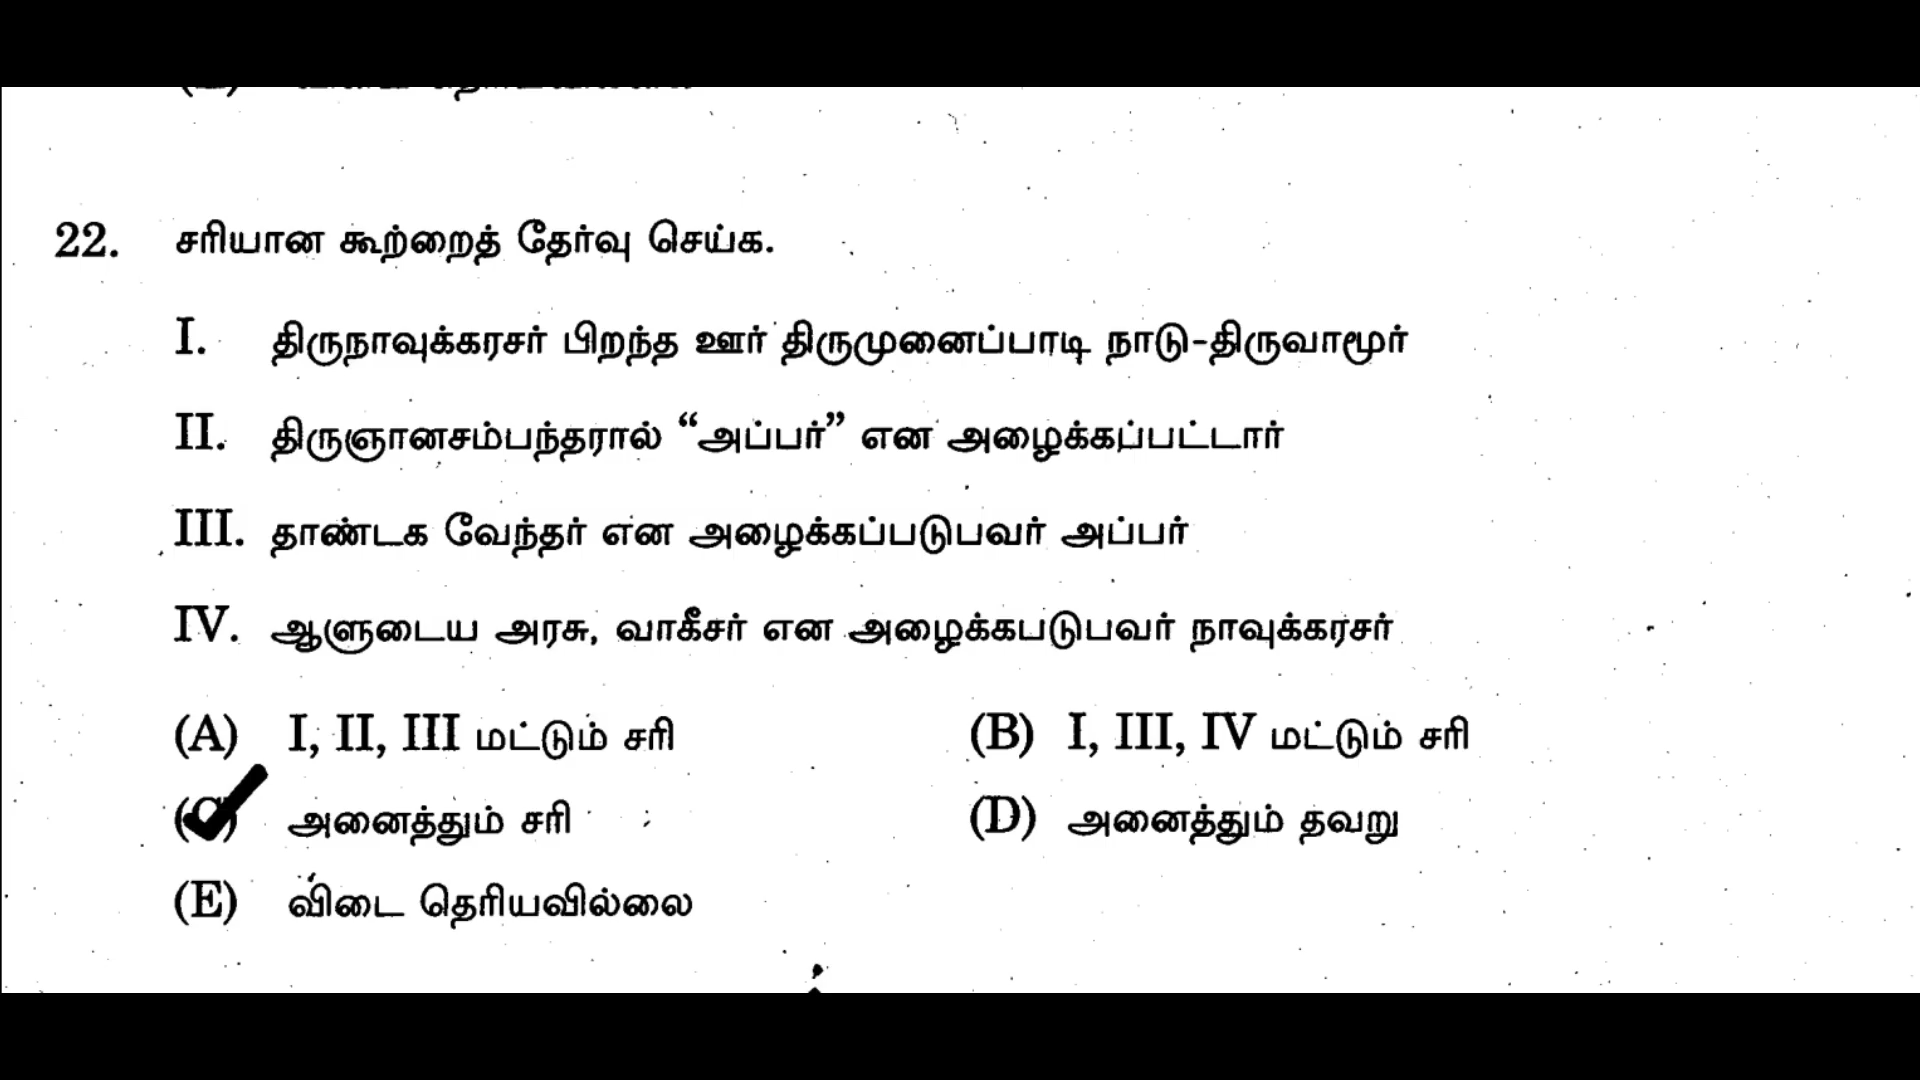 22. சரியான கூற்றைத் தேர்வு செய்க.
I. திருநாவுக்கரசர் பிறந்த ஊர் திருமுனைப்பாடி நாடு-திருவாமூர்
II. திருஞானசம்பந்தரால் “அப்பர்” என அழைக்கப்பட்டார்
III. தாண்டக வேந்தர் என அழைக்கப்படுபவர் அப்பர்
IV. ஆளுடைய அரசு, வாகீசர் என அழைக்கபடுபவர் நாவுக்கரசர்
(A) I, II, III மட்டும் சரி (B) I, III, IV மட்டும் சரி
(C) அனைத்தும் சரி (D) அனைத்தும் தவறு
(E) விடை தெரியவில்லை